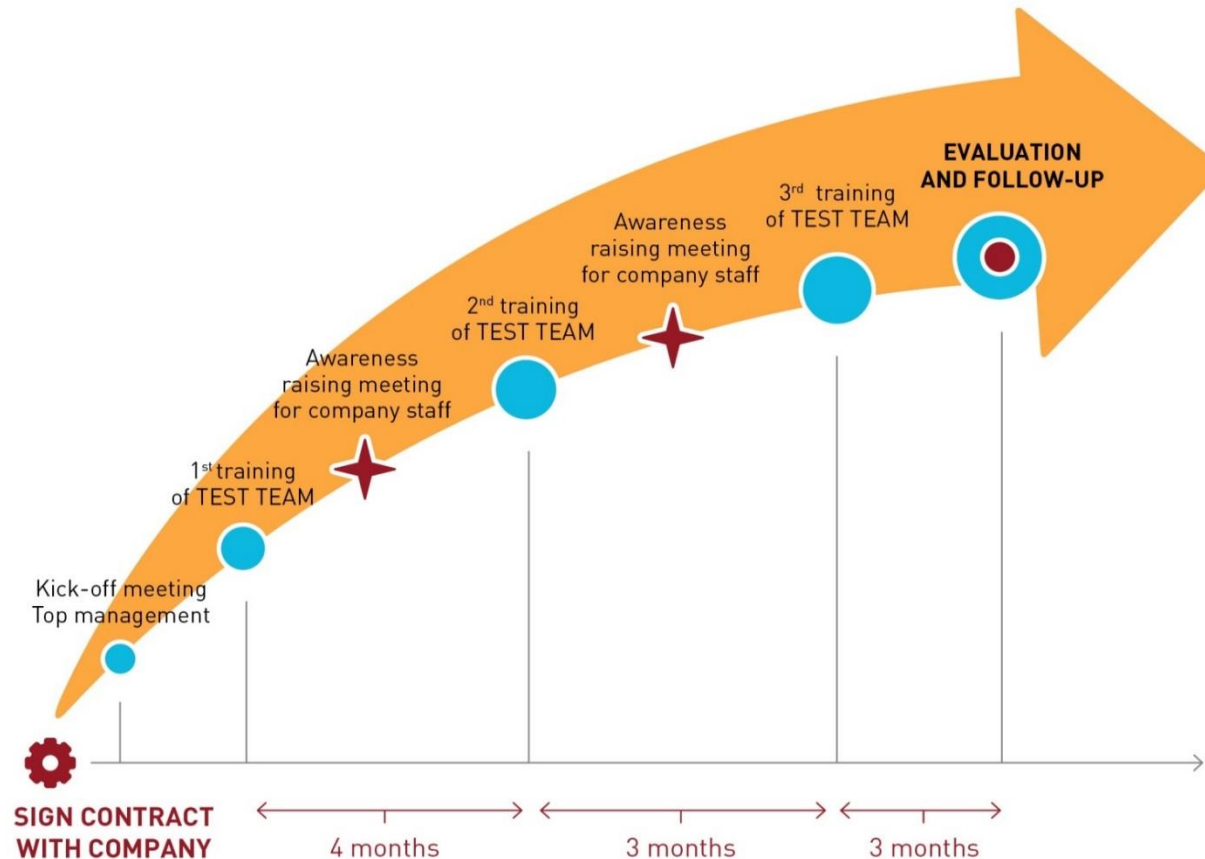 EVALUATION
AND FOLLOW-UP
3rd training
of TEST TEAM
Awareness
raising meeting
for company staff
2nd training
of TEST TEAM
Awareness
raising meeting
for company staff
1st training
of TEST TEAM
Kick-off meeting
Top management
SIGN CONTRACT
WITH COMPANY
4 months
3 months
3 months